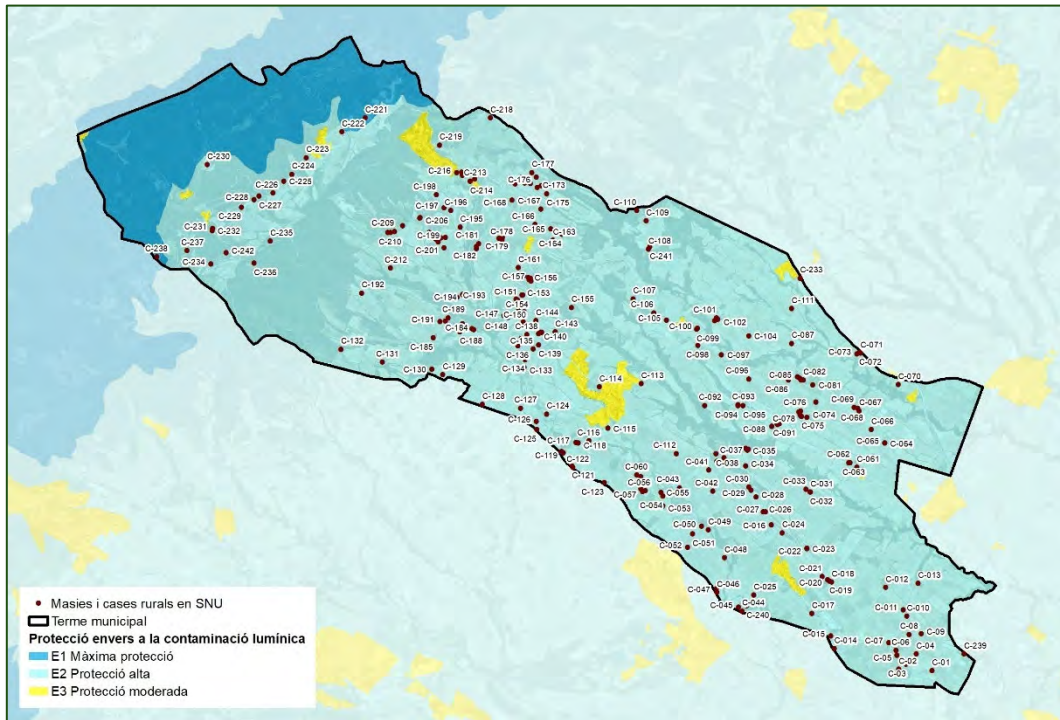 C-221
C-222
C-218
C-219
C-223
C-230
C-224
C-216
C-213
C-177
C-225
C-176
C-173
C-226
C-214
C-198
C-168
C-167
C-175
C-228
C-227
C-197
C-196
C-110
C-109
C-229
C-206
C-195
C-166
C-231
C-232
C-209
C-165
C-163
C-235
C-199
C-181
C-178
C-164
C-210
C-201
C-179
C-108
C-237
C-242
C-182
C-241
C-238
C-234
C-236
C-212
C-161
C-157
C-156
C-233
C-192
C-194
C-193
C-151
C-153
C-107
C-155
C-154
C-106
C-111
C-189
C-147
C-150
C-144
C-191
C-184
C-148
C-143
C-105
C-101
C-102
C-185
C-188
C-138
C-140
C-100
C-135
C-104
C-087
C-132
C-136
C-139
C-099
C-071
C-131
C-098
C-097
C-073
C-072
C-130
C-129
C-134
C-133
C-114
C-113
C-096
C-085
C-082
C-070
C-086
C-081
C-128
C-127
C-124
C-092
C-093
C-076
C-069
C-067
C-126
C-094
C-095
C-078
C-074
C-068
C-125
C-116
C-115
C-088
C-091
C-075
C-066
C-117
C-118
C-065
C-064
C-119
C-122
C-112
C-037
C-035
C-041
C-038
C-034
C-062
C-061
C-121
C-060
C-063
C-123
C-056
C-043
C-042
C-030
C-033
C-031
C-057
C-055
C-029
C-028
C-032
C-054
C-053
C-027
C-026
C-050
C-049
C-016
C-024
C-052
C-051
C-022
C-023
C-048
C-021
C-018
C-047
C-046
C-020
C-019
C-012
C-013
C-025
C-045
C-044
C-240
C-017
C-011
C-010
C-015
C-014
C-08
C-09
C-07
C-06
C-05
C-04
C-239
C-02
C-01
C-03
Masies i cases rurals en SNU
Terme municipal
Protecció envers a la contaminació lumínica
E1 Màxima protecció
E2 Protecció alta
E3 Protecció moderada